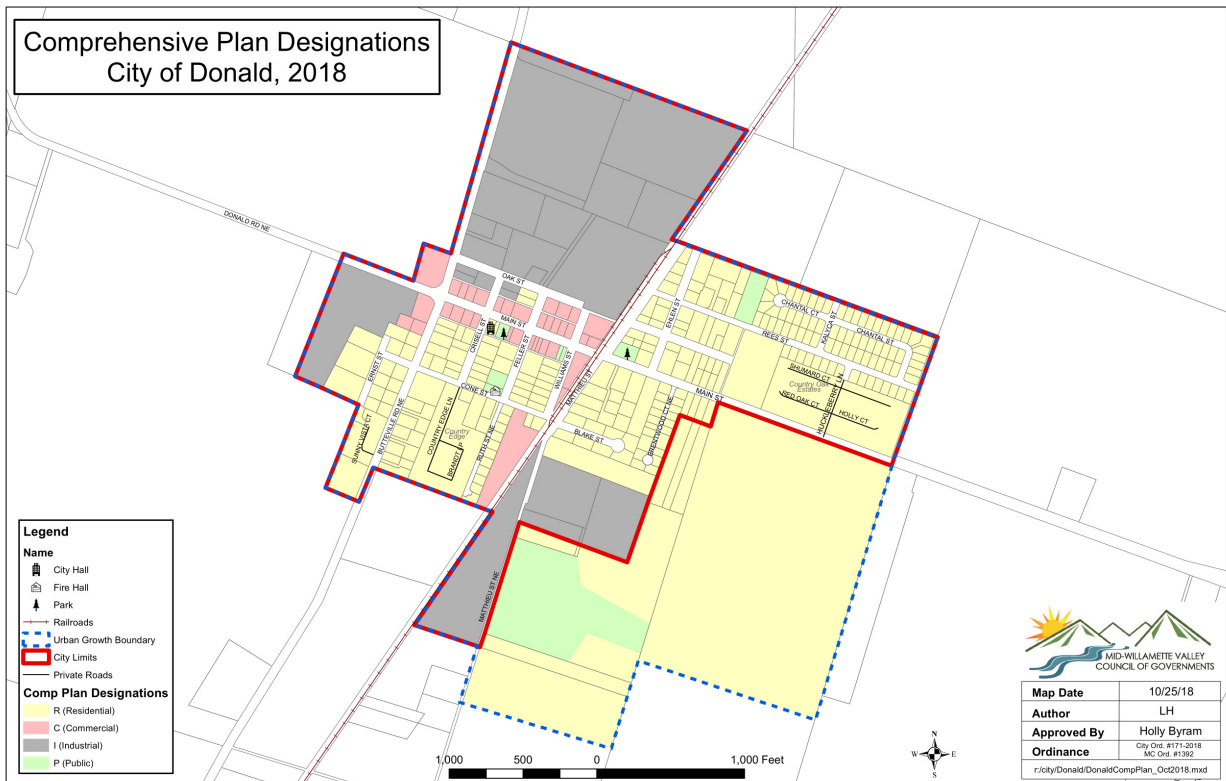 Comprehensive Plan Designations
City of Donald, 2018
DONALD RD NE
OAK ST
MAIN ST
ORSELL ST
FELLER ST
WILLIAMS ST
MATTHIEU ST
EHLEN ST
CHANTAL CT
KALYCA ST
CHANTAL ST
REES ST
SHUMARD CT
Country Oak
Estates
RED OAK CT
HOLLY CT
HUCKLEBERRY LN
MAIN ST
ERNST ST
CONE ST
SUNNY VISTA CT
BUTTEVILLE RD NE
COUNTRY EDGE LN
Country
Edge
BRANDT LP
RUTH ST NE
BLAKE ST
BRENTWOOD CT NE
MATTHIEU ST NE
Legend
Name
City Hall
Fire Hall
Park
Railroads
Urban Growth Boundary
City Limits
Private Roads
Comp Plan Designations
R (Residential)
C (Commercial)
I (Industrial)
P (Public)
1,000 500 0 1,000 Feet
N
W E
S
MID-WILLAMETTE VALLEY
COUNCIL OF GOVERNMENTS
Map Date 10/25/18
Author LH
Approved By Holly Byram
Ordinance City Ord. #171-2018
MC Ord. #1392
r:/city/Donald/DonaldCompPlan_Oct2018.mxd